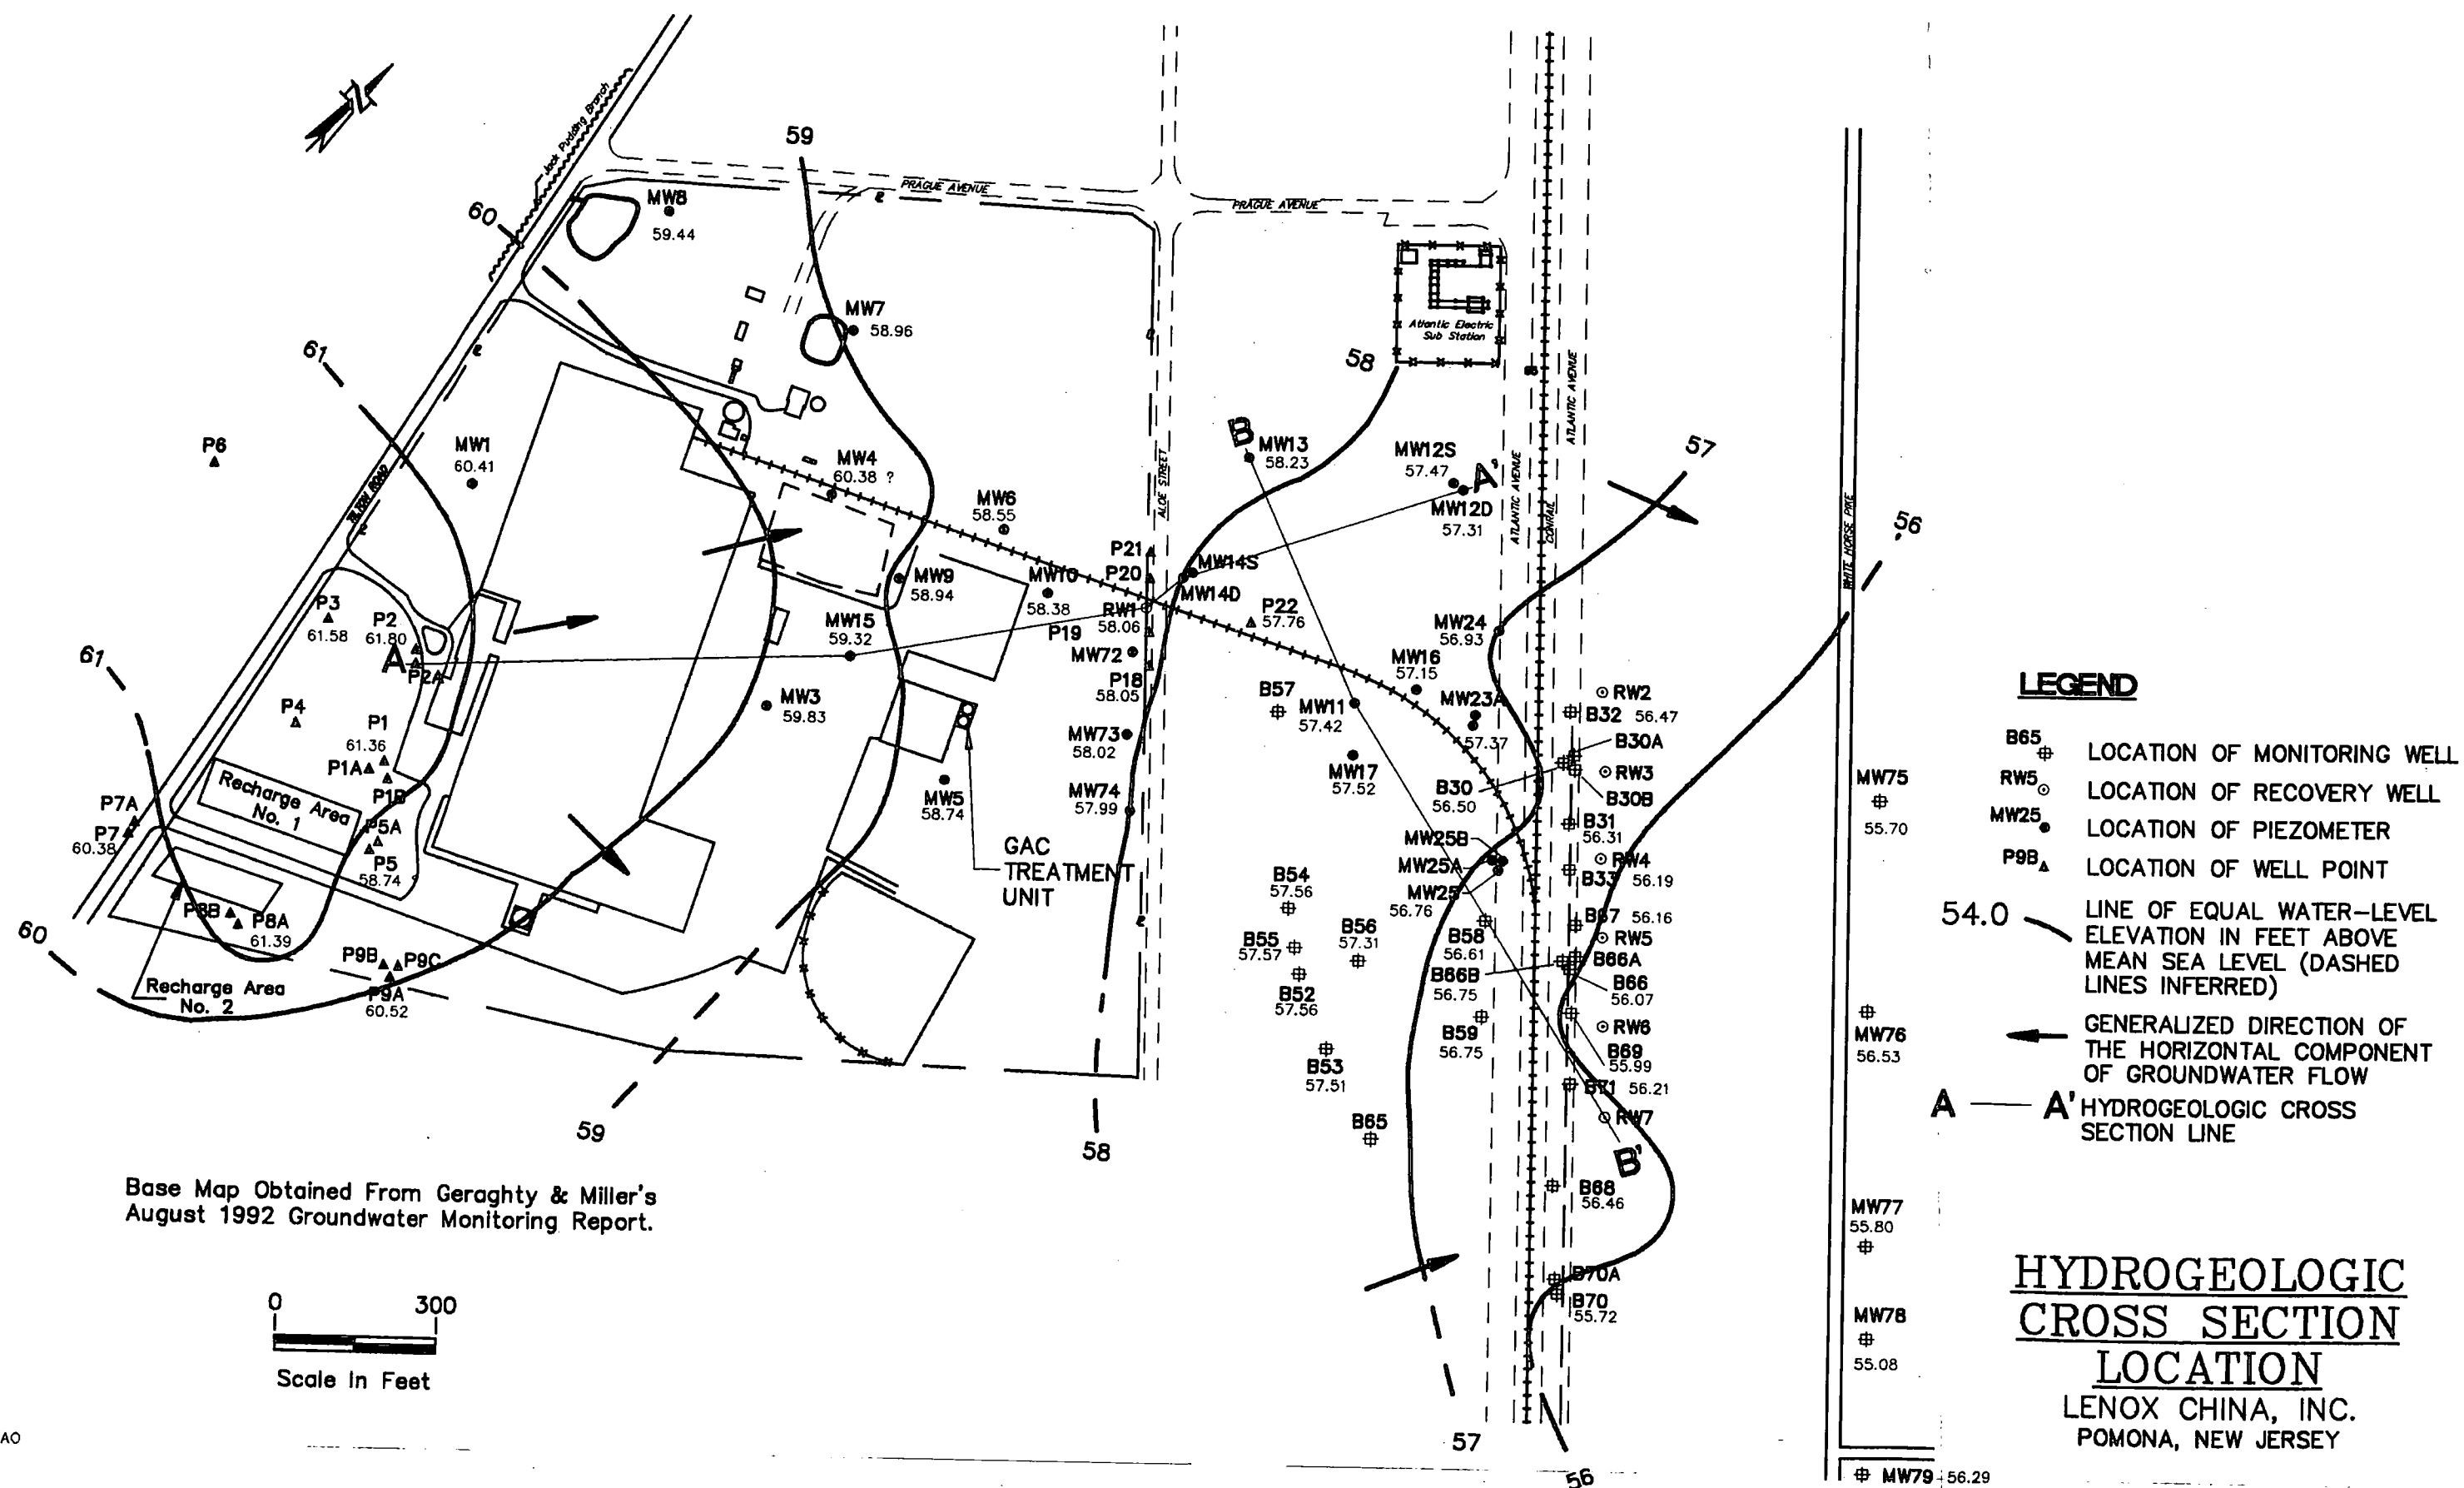 59
Jack Pudding Branch
PRAGUE AVENUE
PRAGUE AVENUE
60
MW8
59.44
MW7
58.96
Atlantic Electric
Sub Station
58
61
ATLANTIC AVENUE
P6
MW1
60.41
TILTON ROAD
MW4
60.38 ?
MW6
58.55
ALOE STREET
B
MW13
58.23
MW12S
57.47
A'
MW12D
57.31
ATLANTIC AVENUE
CONRAIL
57
WHITE HORSE PIKE
56
P21
P20
MW14S
MW14D
MW9
58.94
MW10
58.38
RW1
58.06
P22
57.76
P3
61.58
P2
61.80
A
P2A
MW15
59.32
P19
MW72
P18
58.05
MW24
56.93
MW16
57.15
61
MW3
59.83
B57
MW11
57.42
MW23A
57.37
RW2
B32 56.47
P4
P1
61.36
P1A
P1B
MW73
58.02
MW17
57.52
B30A
RW3
B30
56.50
B30B
MW75
55.70
Recharge Area
No. 1
MW5
58.74
MW74
57.99
P7A
P7
60.38
P5A
P5
58.74
GAC
TREATMENT
UNIT
B31
56.31
MW25B
MW25A
MW25
56.76
RW4
B33 56.19
B54
57.56
P8B
P8A
61.39
B67 56.16
RW5
B58
56.61
B56
57.31
B55
57.57
60
P9B
P9C
P9A
60.52
Recharge Area
No. 2
B52
57.56
B66A
B66B
56.75
B66
56.07
RW6
B59
56.75
B69
55.99
MW76
56.53
B53
57.51
B71 56.21
RW7
59
58
B65
B'
B68
56.46
MW77
55.80
B70A
B70
55.72
MW78
55.08
57
56
MW79 56.29
LEGEND
B65 LOCATION OF MONITORING WELL
RW5 LOCATION OF RECOVERY WELL
MW25 LOCATION OF PIEZOMETER
P9B LOCATION OF WELL POINT
54.0 LINE OF EQUAL WATER-LEVEL
ELEVATION IN FEET ABOVE
MEAN SEA LEVEL (DASHED
LINES INFERRED)
GENERALIZED DIRECTION OF
THE HORIZONTAL COMPONENT
OF GROUNDWATER FLOW
A — A' HYDROGEOLOGIC CROSS
SECTION LINE
Base Map Obtained From Geraghty & Miller's
August 1992 Groundwater Monitoring Report.
0 300
Scale In Feet
AO
HYDROGEOLOGIC
CROSS SECTION
LOCATION
LENOX CHINA, INC.
POMONA, NEW JERSEY